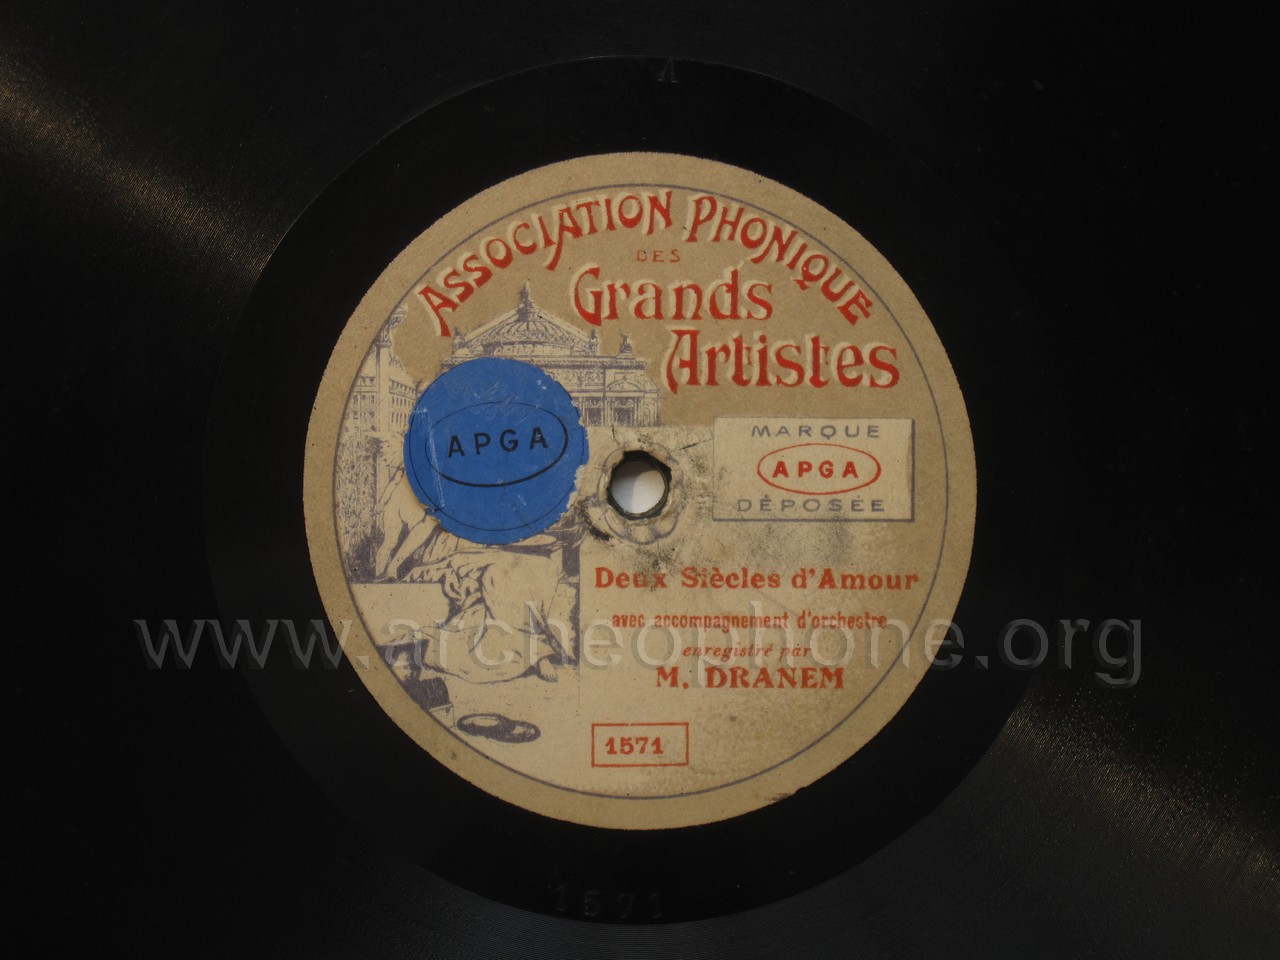 A
ASSOCIATION PHONIQUE
DES
Grands
Artistes
APGA
MARQUE
APGA
DÉPOSÉE
Deux Siècles d'Amour
avec accompagnement d'orchestre
enregistré par
www.archeophone.org
M. DRANEM
1571
1571